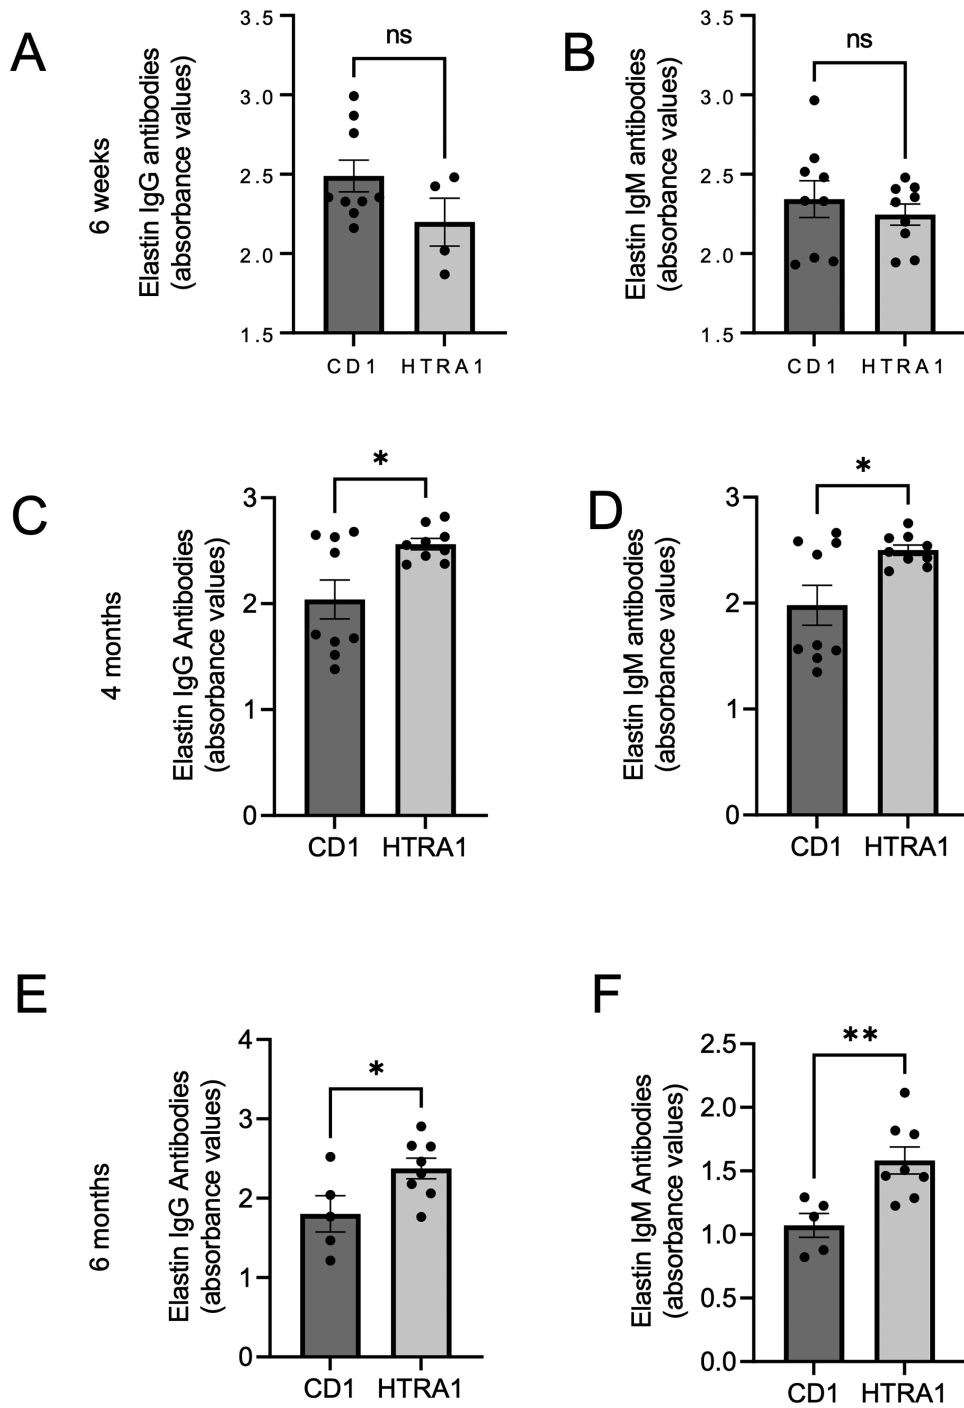 A
6 weeks
Elastin IgG antibodies
(absorbance values)
3.5
3.0
2.5
2.0
1.5
ns
CD1 HTRA1
B
Elastin IgM antibodies
(absorbance values)
3.5
3.0
2.5
2.0
1.5
ns
CD1 HTRA1
C
4 months
Elastin IgG Antibodies
(absorbance values)
3
2
1
0
*
CD1 HTRA1
D
Elastin IgM antibodies
(absorbance values)
3
2
1
0
*
CD1 HTRA1
E
6 months
Elastin IgG Antibodies
(absorbance values)
4
3
2
1
0
*
CD1 HTRA1
F
Elastin IgM Antibodies
(absorbance values)
2.5
2.0
1.5
1.0
0.5
0.0
**
CD1 HTRA1